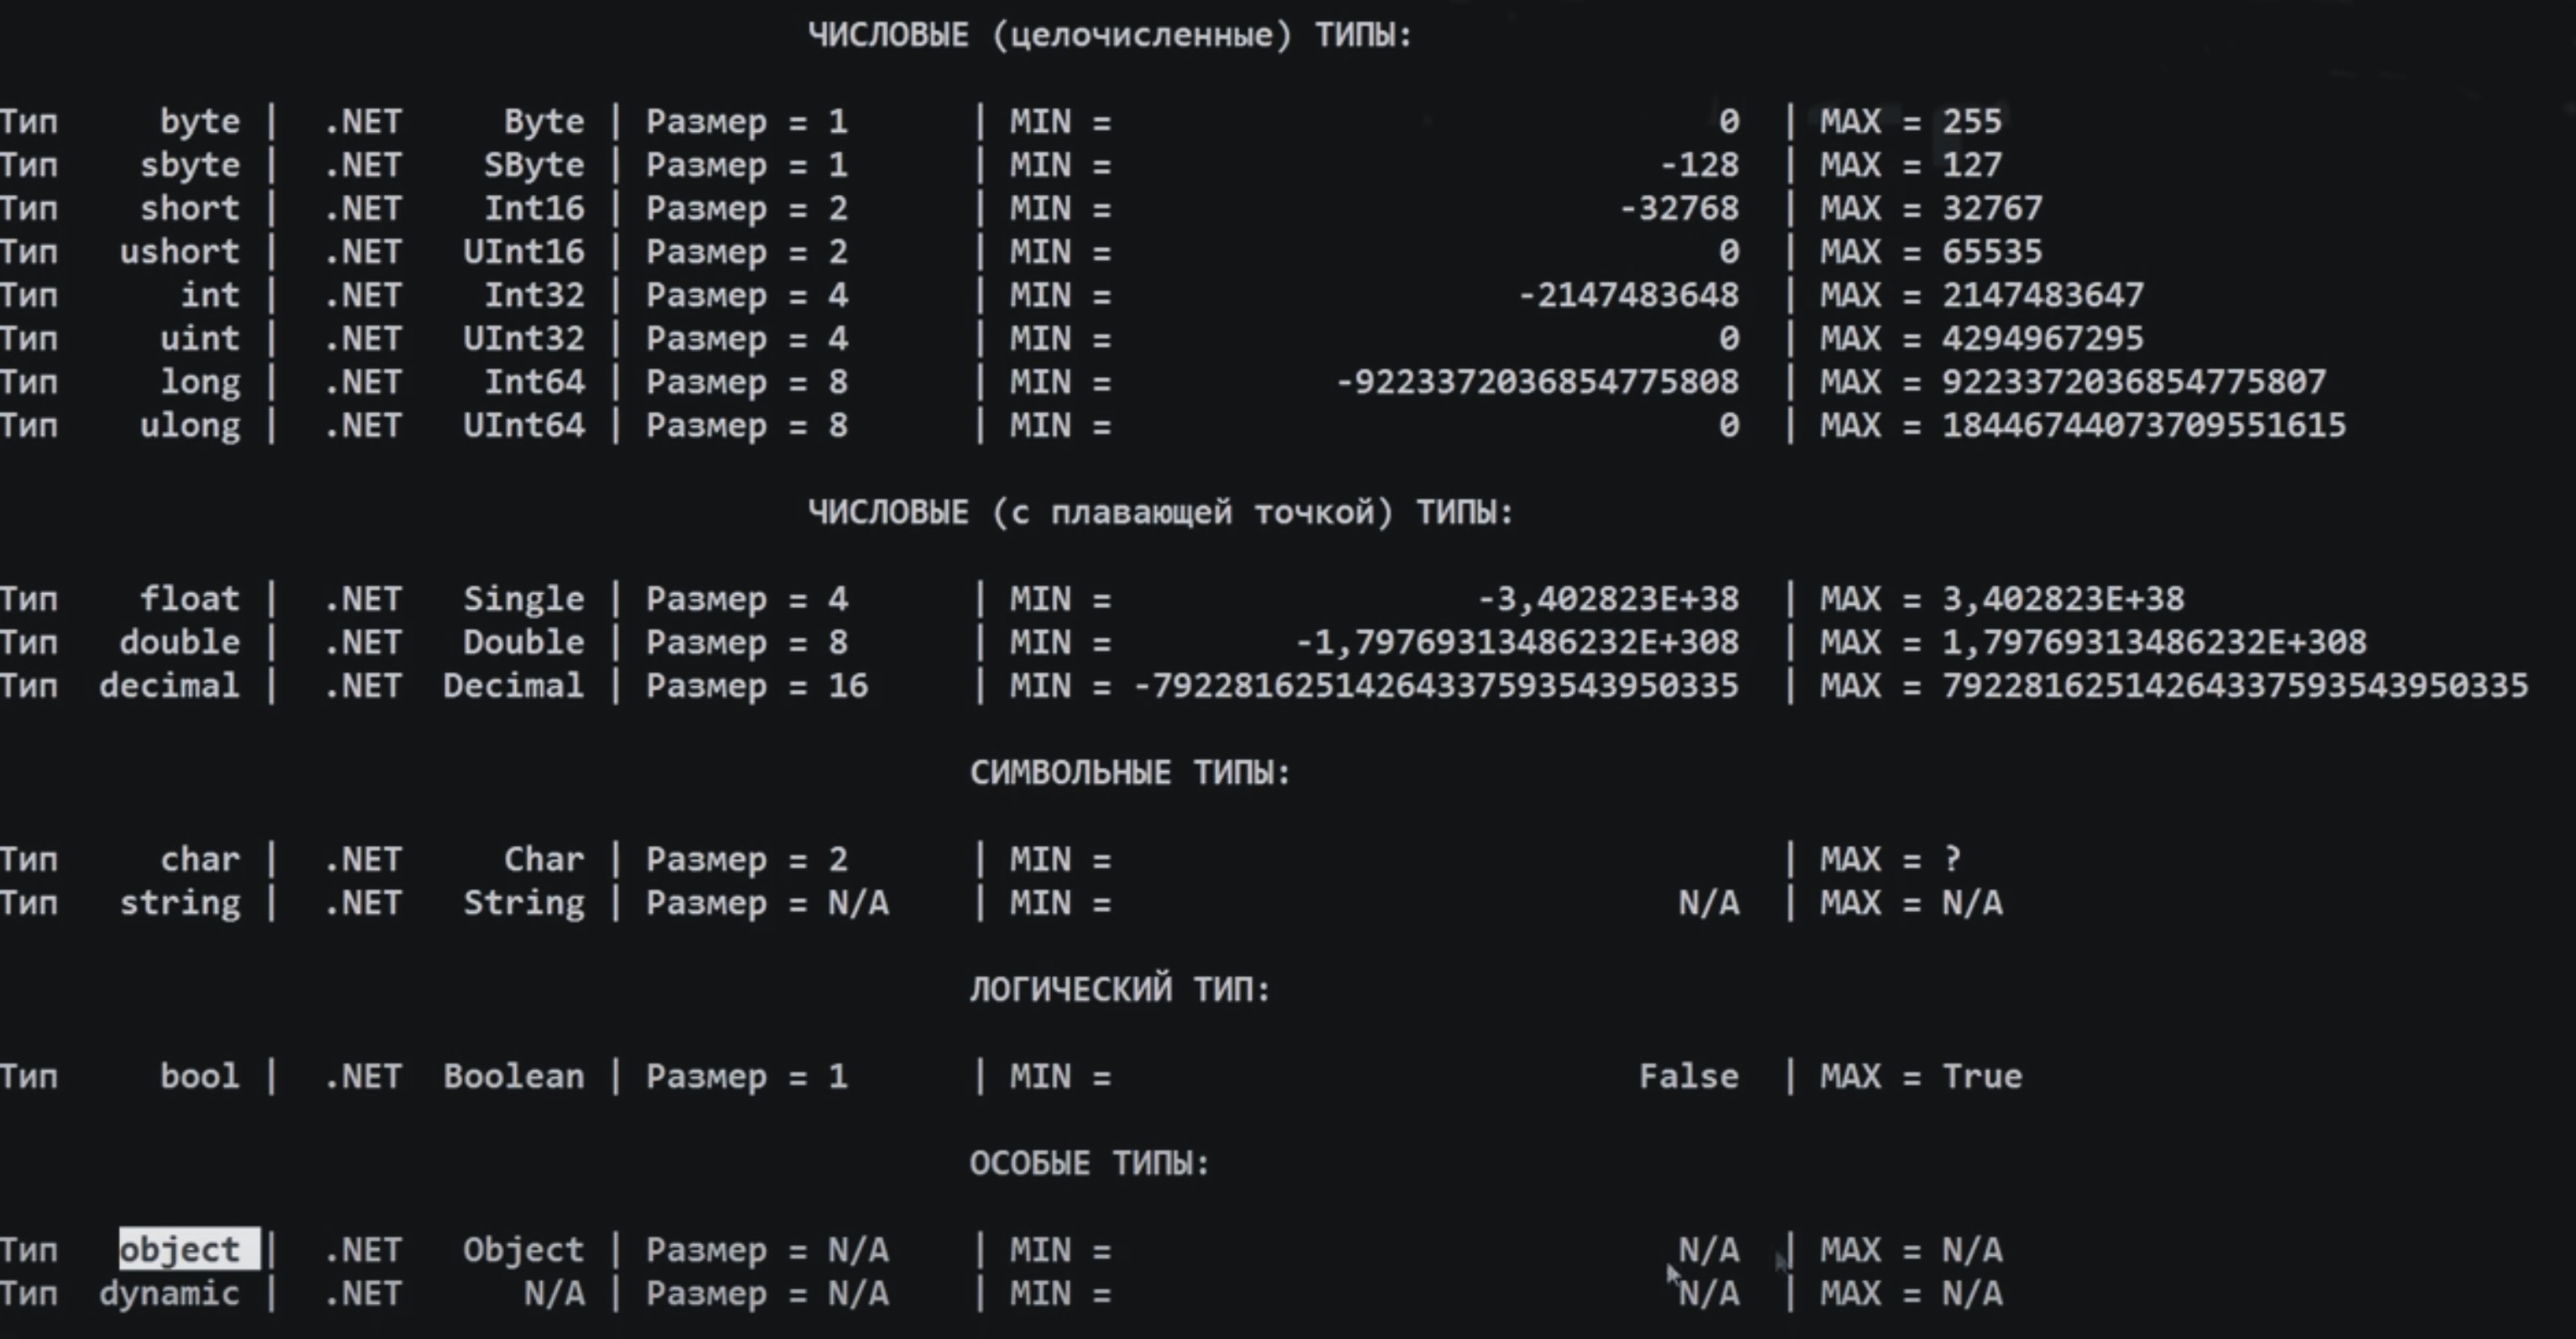 ЧИСЛОВЫЕ (целочисленные) ТИПЫ:
Тип byte | .NET Byte | Размер = 1 | MIN = 0 | MAX = 255
Тип sbyte | .NET SByte | Размер = 1 | MIN = -128 | MAX = 127
Тип short | .NET Int16 | Размер = 2 | MIN = -32768 | MAX = 32767
Тип ushort | .NET UInt16 | Размер = 2 | MIN = 0 | MAX = 65535
Тип int | .NET Int32 | Размер = 4 | MIN = -2147483648 | MAX = 2147483647
Тип uint | .NET UInt32 | Размер = 4 | MIN = 0 | MAX = 4294967295
Тип long | .NET Int64 | Размер = 8 | MIN = -9223372036854775808 | MAX = 9223372036854775807
Тип ulong | .NET UInt64 | Размер = 8 | MIN = 0 | MAX = 18446744073709551615
ЧИСЛОВЫЕ (с плавающей точкой) ТИПЫ:
Тип float | .NET Single | Размер = 4 | MIN = -3,402823E+38 | MAX = 3,402823E+38
Тип double | .NET Double | Размер = 8 | MIN = -1,79769313486232E+308 | MAX = 1,79769313486232E+308
Тип decimal | .NET Decimal | Размер = 16 | MIN = -79228162514264337593543950335 | MAX = 79228162514264337593543950335
СИМВОЛЬНЫЕ ТИПЫ:
Тип char | .NET Char | Размер = 2 | MIN = | MAX = ?
Тип string | .NET String | Размер = N/A | MIN = N/A | MAX = N/A
ЛОГИЧЕСКИЙ ТИП:
Тип bool | .NET Boolean | Размер = 1 | MIN = False | MAX = True
ОСОБЫЕ ТИПЫ:
Тип object | .NET Object | Размер = N/A | MIN = N/A | MAX = N/A
Тип dynamic | .NET N/A | Размер = N/A | MIN = N/A | MAX = N/A